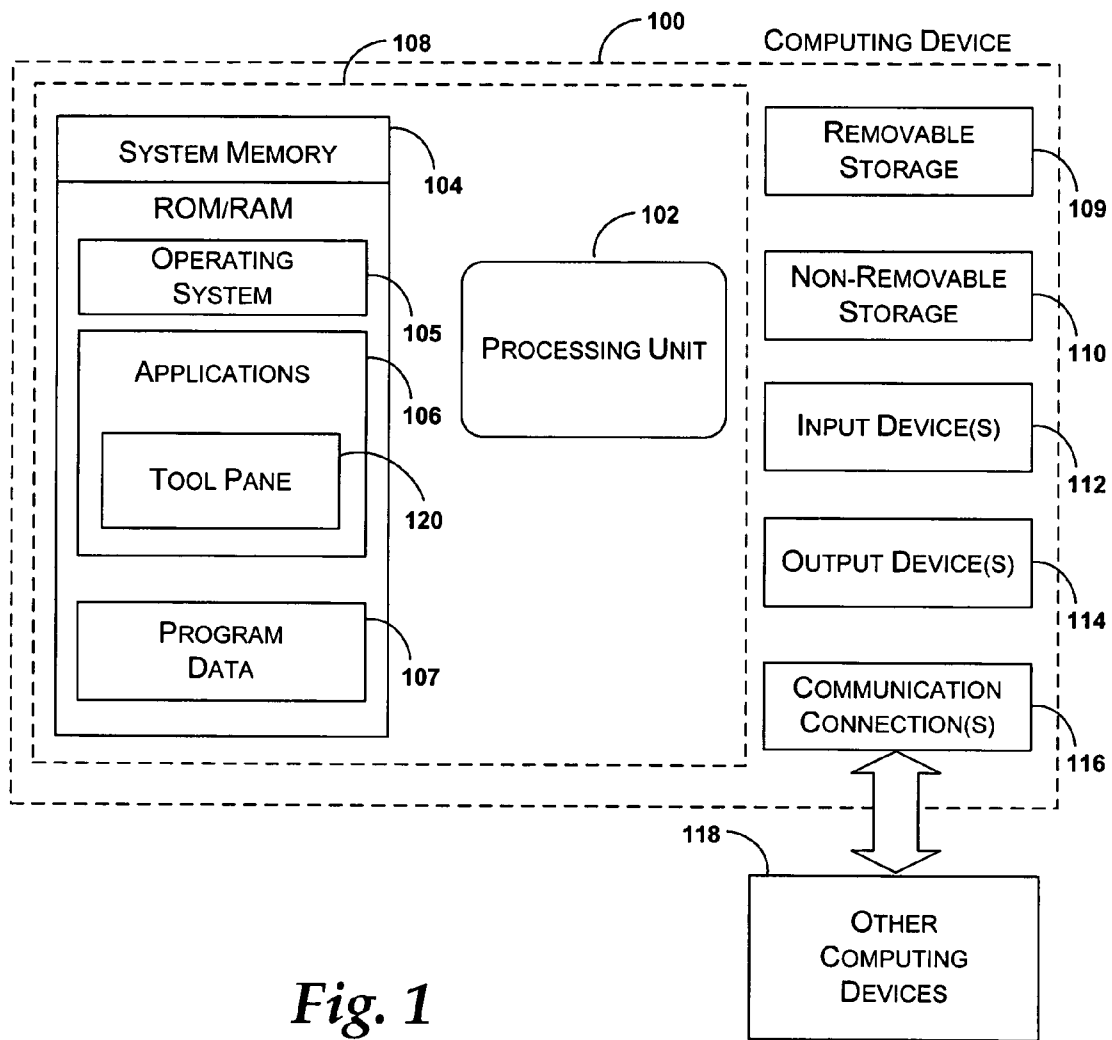 100
COMPUTING DEVICE
108
SYSTEM MEMORY
104
ROM/RAM
OPERATING
SYSTEM
105
APPLICATIONS
106
TOOL PANE
120
PROGRAM
DATA
107
102
PROCESSING UNIT
REMOVABLE
STORAGE
109
NON-REMOVABLE
STORAGE
110
INPUT DEVICE(S)
112
OUTPUT DEVICE(S)
114
COMMUNICATION
CONNECTION(S)
116
118
OTHER
COMPUTING
DEVICES
Fig. 1